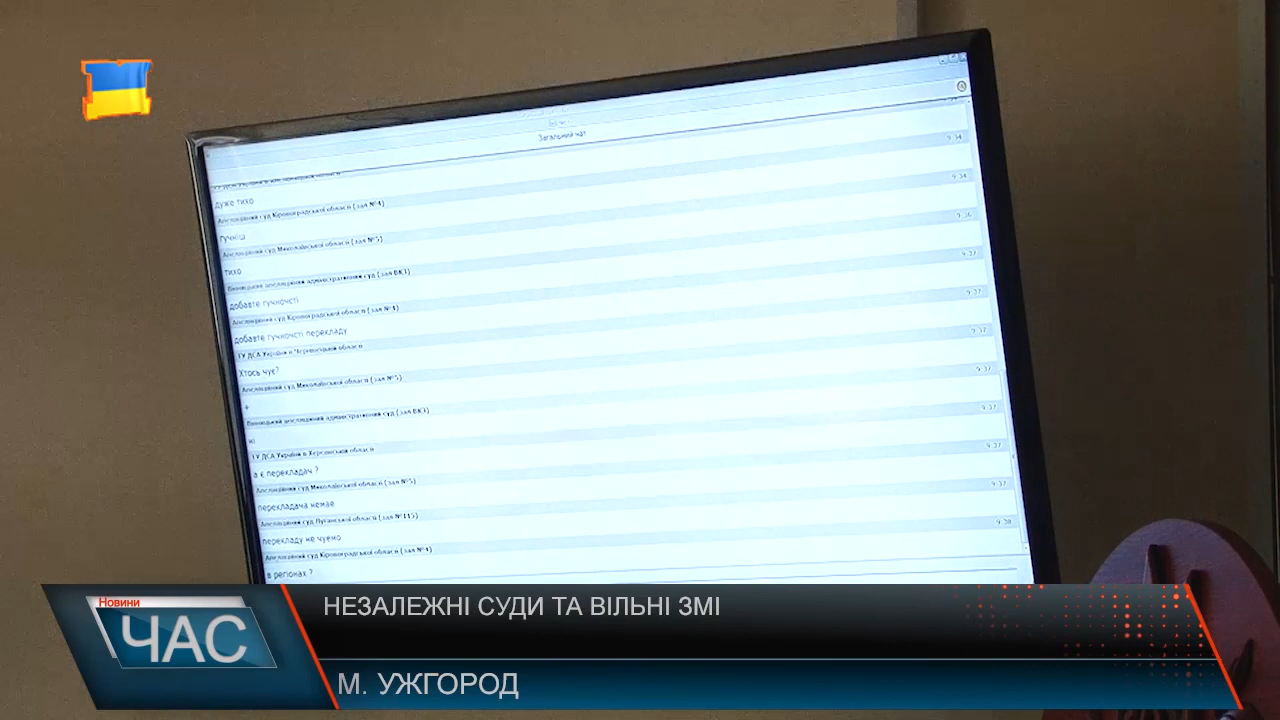 Загальний чат
дуже тихо
9:34
Апеляційний суд Кіровоградської області (зал №4)
9:34
гучніш
Апеляційний суд Миколаївської області (зал №5)
9:36
тихо
Вінницький апеляційний адміністративний суд (зал ВКЗ)
9:37
добавте гучності
Апеляційний суд Кіровоградської області (зал №4)
9:37
добавте гучності перекладу
ТУ ДСА України в Чернівецькій області
9:37
Хтось чує?
Апеляційний суд Миколаївської області (зал №5)
9:37
+
Вінницький апеляційний адміністративний суд (зал ВКЗ)
9:37
ні
ТУ ДСА України в Херсонській області
9:37
а є перекладач ?
Апеляційний суд Миколаївської області (зал №5)
9:37
перекладача немає
Апеляційний суд Луганської області (зал №115)
9:38
перекладу не чуемо
Апеляційний суд Кіровоградської області (зал №4)
в регіонах ?
Новини
ЧАС
НЕЗАЛЕЖНІ СУДИ ТА ВІЛЬНІ ЗМІ
М. УЖГОРОД